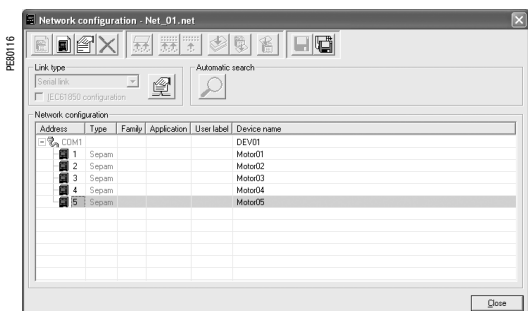 Network configuration - Net_01.net
PE80116
Link type
Serial link
IEC61850 configuration
Automatic search
Network configuration
Address Type Family Application User label Device name
COM1 DEV01
1 Sepam Motor01
2 Sepam Motor02
3 Sepam Motor03
4 Sepam Motor04
5 Sepam Motor05
Close